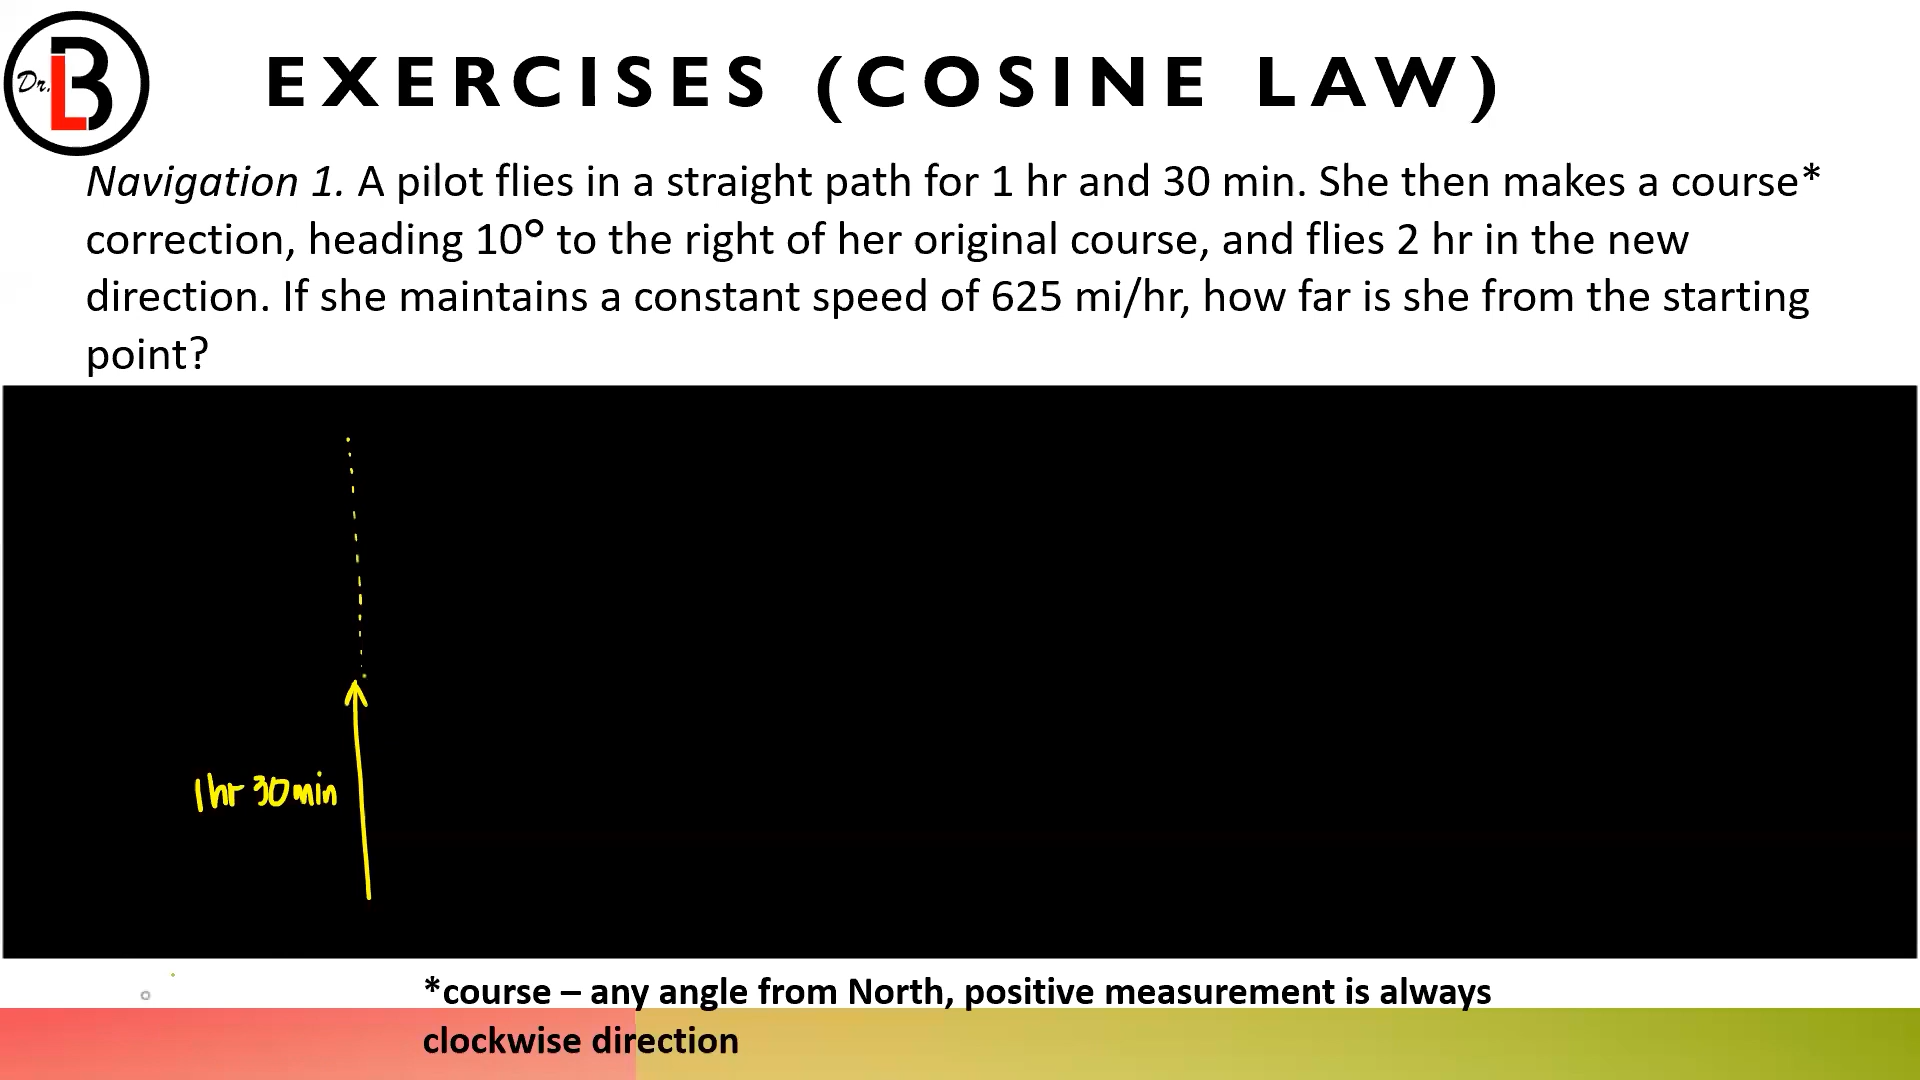 Dr. LB
EXERCISES (COSINE LAW)
Navigation 1. A pilot flies in a straight path for 1 hr and 30 min. She then makes a course*
correction, heading 10° to the right of her original course, and flies 2 hr in the new
direction. If she maintains a constant speed of 625 mi/hr, how far is she from the starting
point?
1hr 30min
*course – any angle from North, positive measurement is always
clockwise direction